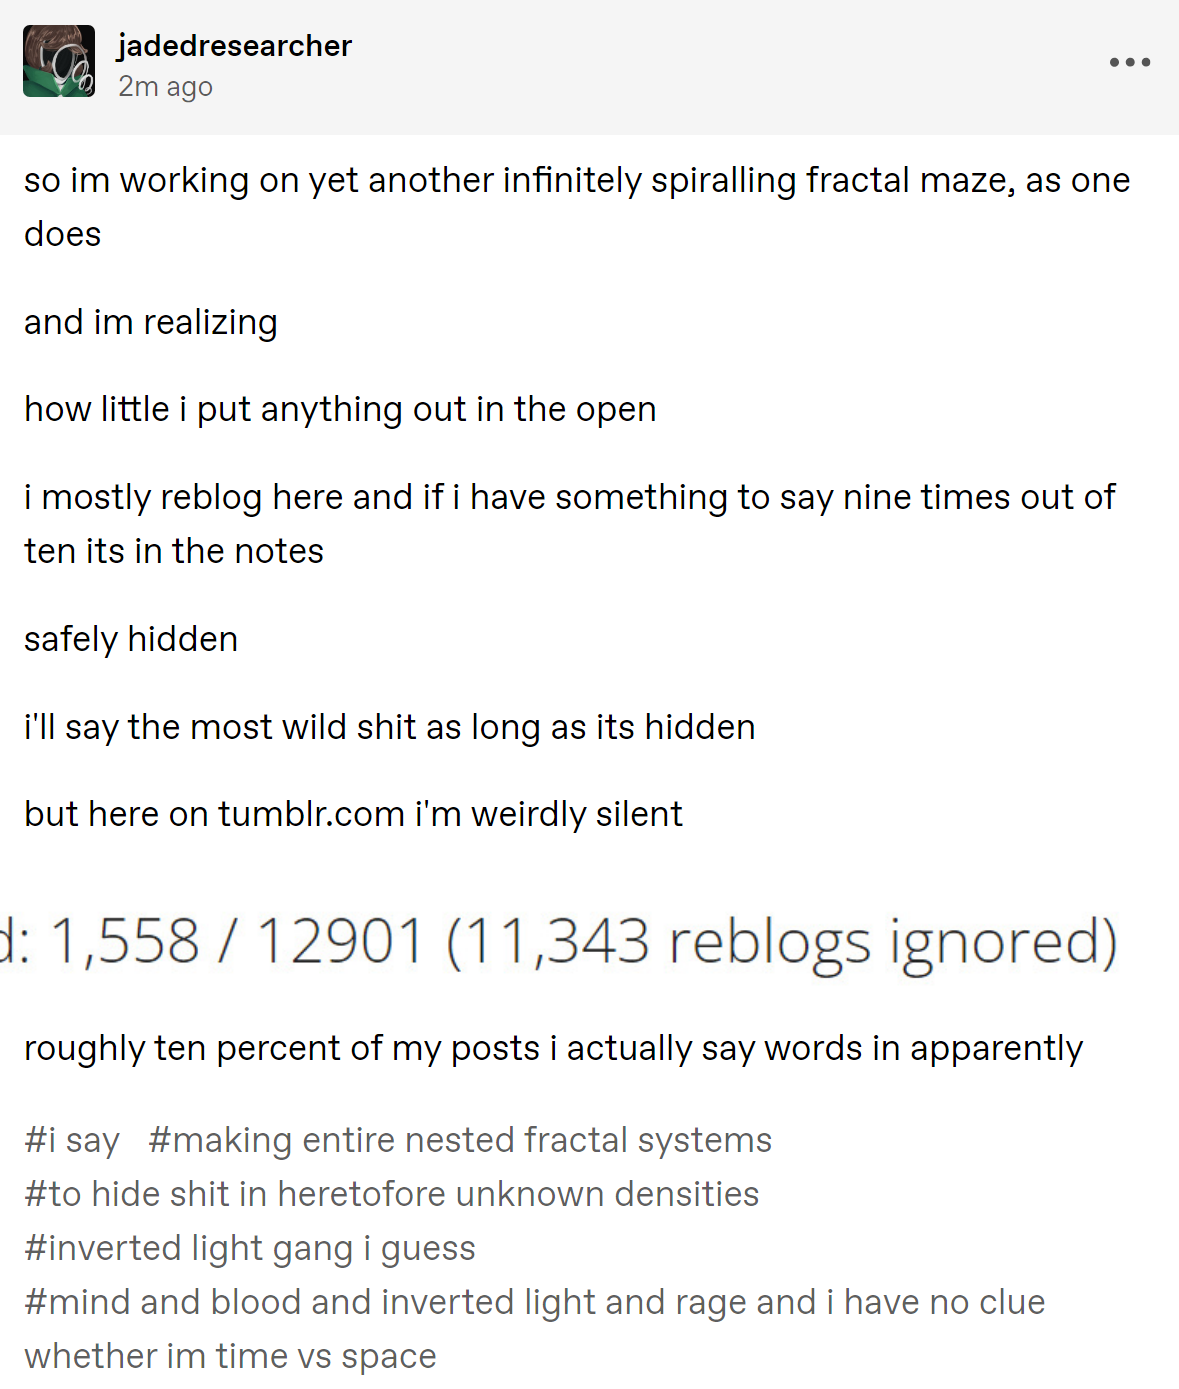 jadedresearcher
2m ago
so im working on yet another infinitely spiralling fractal maze, as one
does
and im realizing
how little i put anything out in the open
i mostly reblog here and if i have something to say nine times out of
ten its in the notes
safely hidden
i'll say the most wild shit as long as its hidden
but here on tumblr.com i'm weirdly silent
d: 1,558 / 12901 (11,343 reblogs ignored)
roughly ten percent of my posts i actually say words in apparently
#i say #making entire nested fractal systems
#to hide shit in heretofore unknown densities
#inverted light gang i guess
#mind and blood and inverted light and rage and i have no clue
whether im time vs space